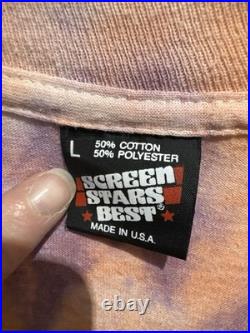 L
50% COTTON
50% POLYESTER
SCREEN
STARS
BEST®
MADE IN U.S.A.